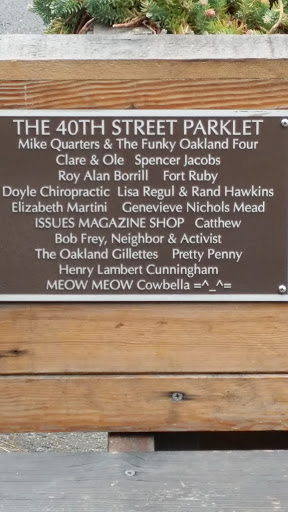 THE 40TH STREET PARKLET
Mike Quarters & The Funky Oakland Four
Clare & Ole Spencer Jacobs
Roy Alan Borrill Fort Ruby
Doyle Chiropractic Lisa Regul & Rand Hawkins
Elizabeth Martini Genevieve Nichols Mead
ISSUES MAGAZINE SHOP Catthew
Bob Frey, Neighbor & Activist
The Oakland Gillettes Pretty Penny
Henry Lambert Cunningham
MEOW MEOW Cowbella =^_^=